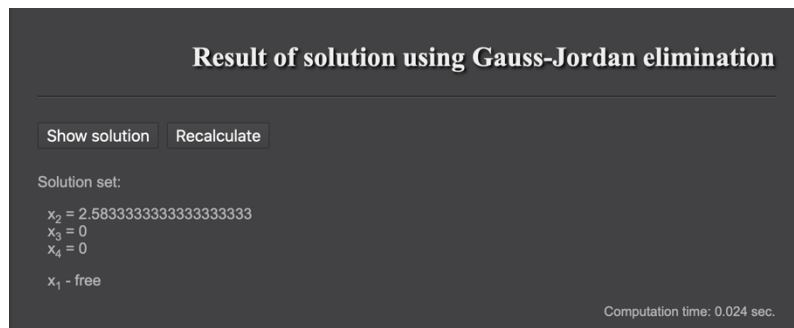 Result of solution using Gauss-Jordan elimination
Show solution Recalculate
Solution set:
x₂ = 2.5833333333333333333
x₃ = 0
x₄ = 0
x₁ - free
Computation time: 0.024 sec.